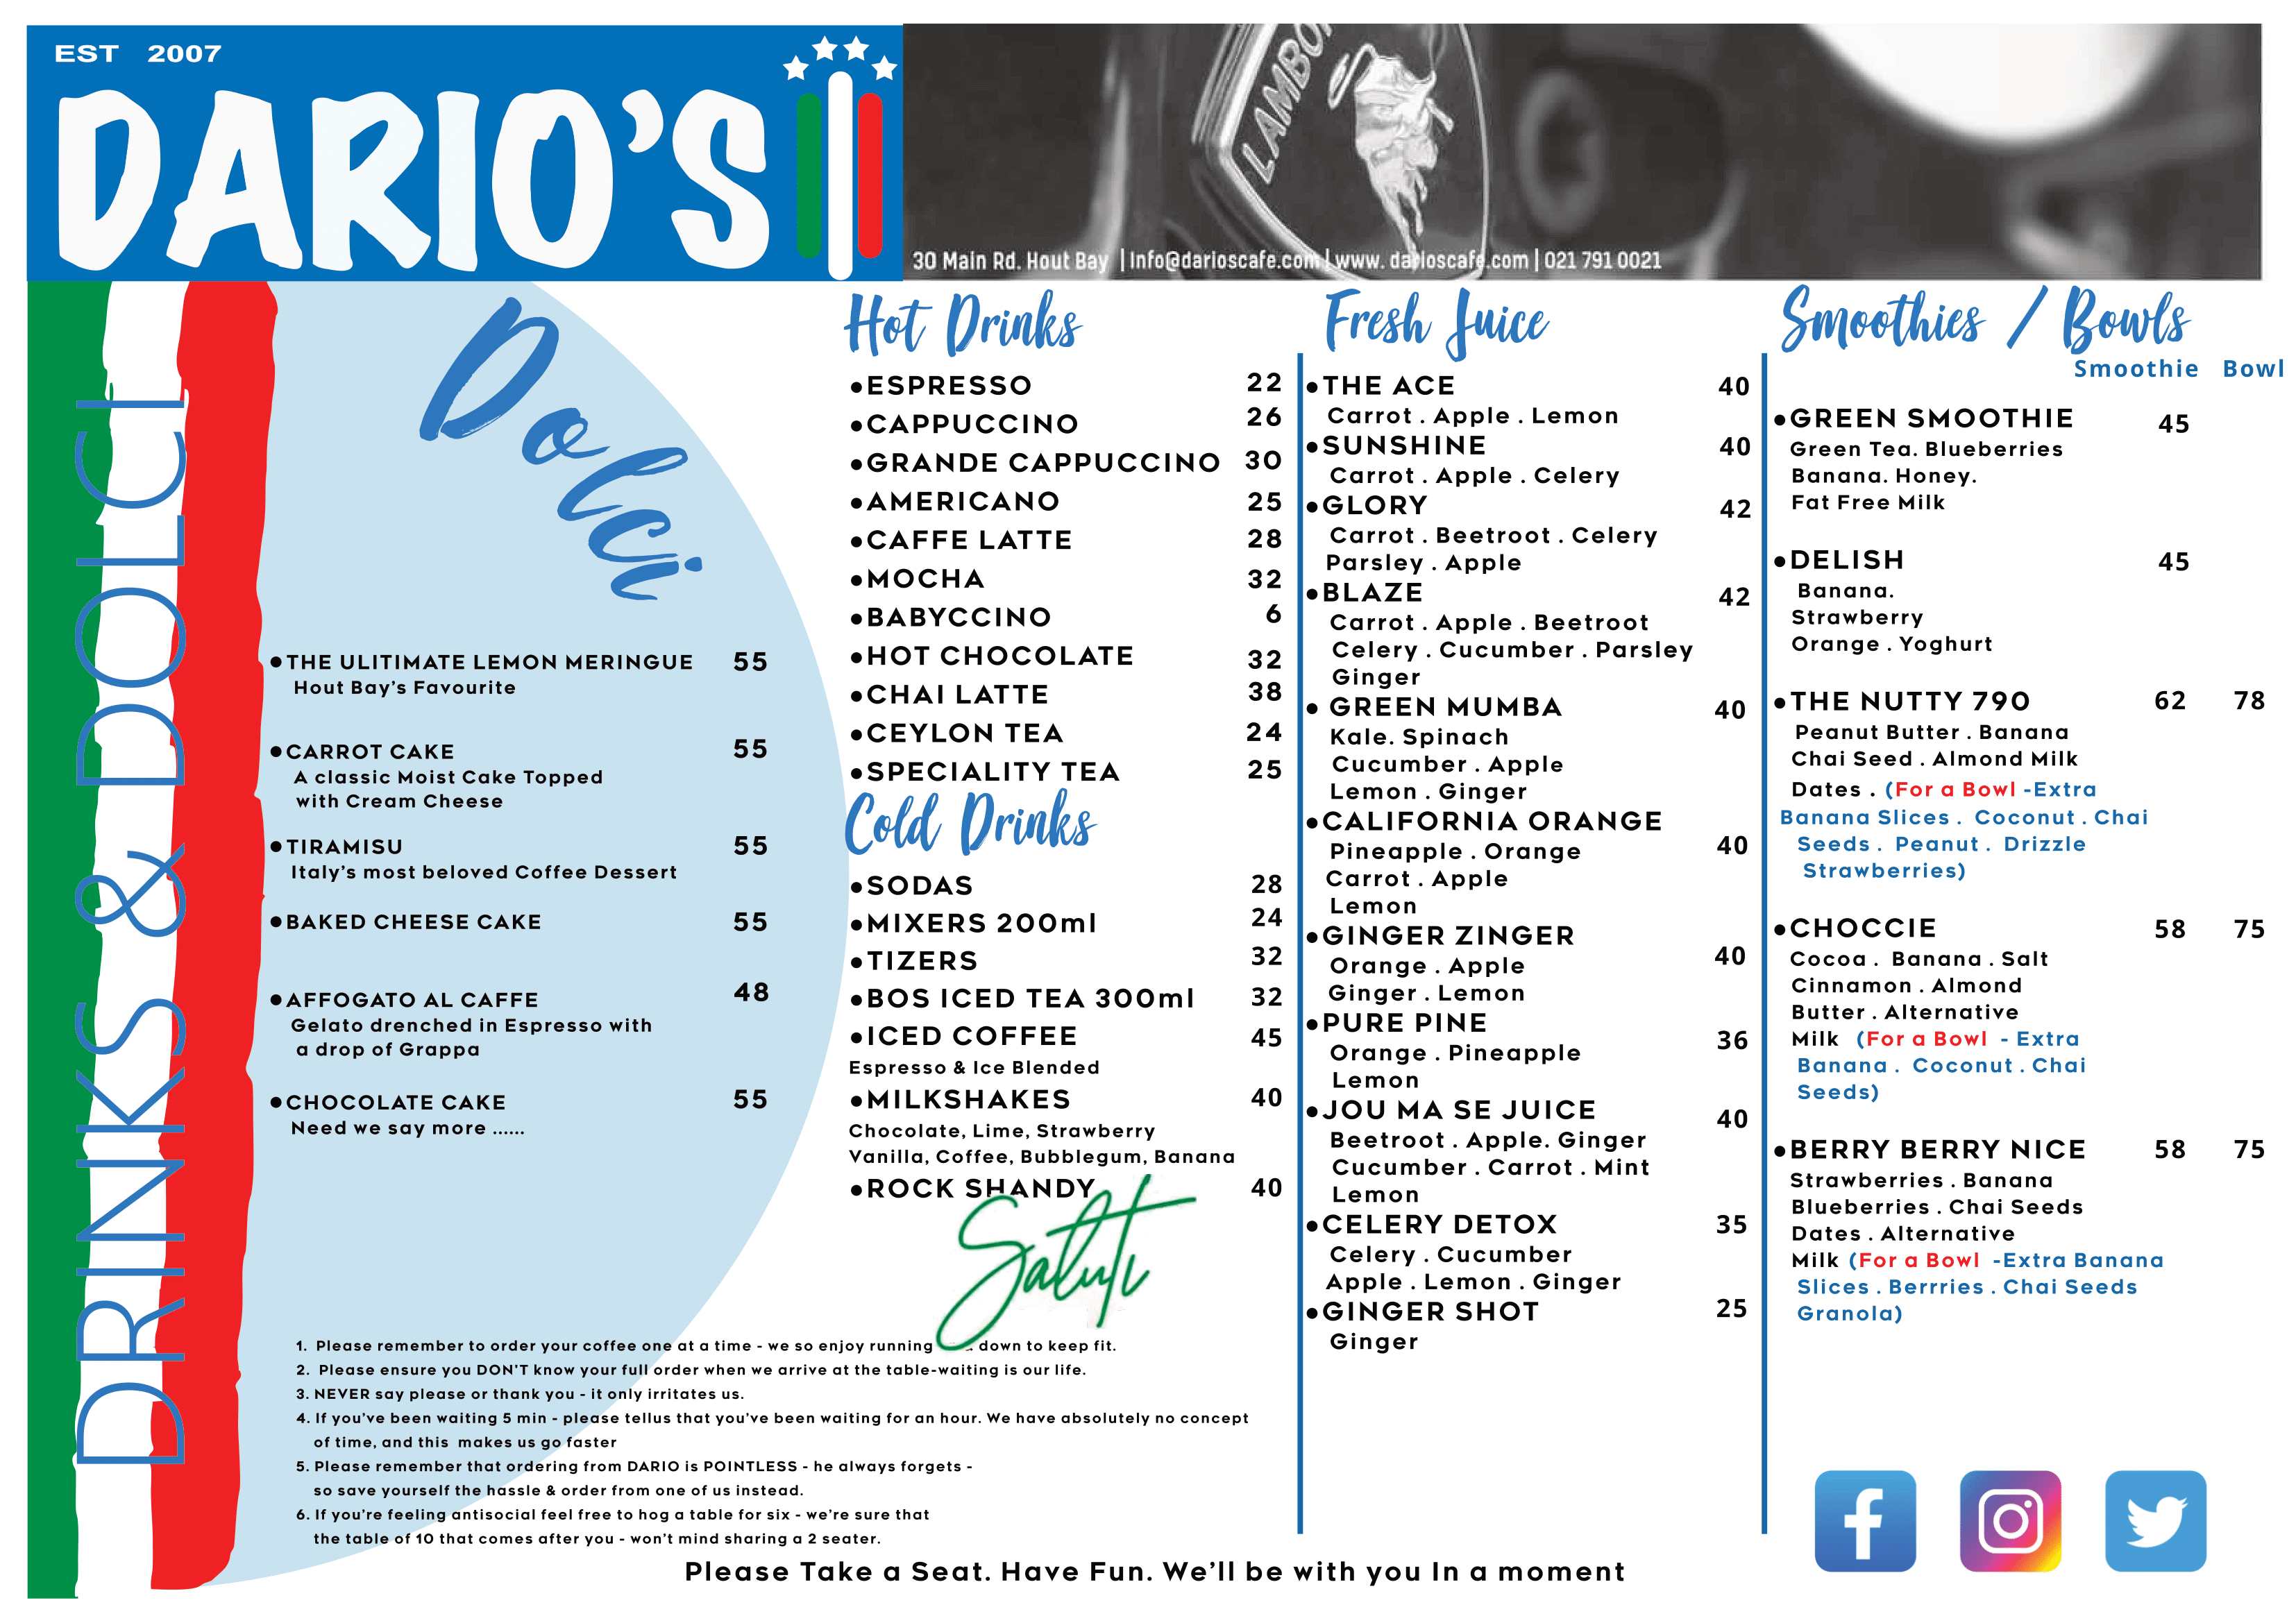 EST 2007
DARIO'S
LAMBO
30 Main Rd. Hout Bay | Info@darioscafe.com | www. darioscafe.com | 021 791 0021
DRINKS & DOLCI
Dolci
•THE ULITIMATE LEMON MERINGUE 55
Hout Bay's Favourite
•CARROT CAKE 55
A classic Moist Cake Topped
with Cream Cheese
•TIRAMISU 55
Italy's most beloved Coffee Dessert
•BAKED CHEESE CAKE 55
•AFFOGATO AL CAFFE 48
Gelato drenched in Espresso with
a drop of Grappa
•CHOCOLATE CAKE 55
Need we say more ......
Hot Drinks
•ESPRESSO 22
•CAPPUCCINO 26
•GRANDE CAPPUCCINO 30
•AMERICANO 25
•CAFFE LATTE 28
•MOCHA 32
•BABYCCINO 6
•HOT CHOCOLATE 32
•CHAI LATTE 38
•CEYLON TEA 24
•SPECIALITY TEA 25
Cold Drinks
•SODAS 28
•MIXERS 200ml 24
•TIZERS 32
•BOS ICED TEA 300ml 32
•ICED COFFEE 45
Espresso & Ice Blended
•MILKSHAKES 40
Chocolate, Lime, Strawberry
Vanilla, Coffee, Bubblegum, Banana
•ROCK SHANDY 40
Saluti
Fresh Juice
•THE ACE 40
Carrot . Apple . Lemon
•SUNSHINE 40
Carrot . Apple . Celery
•GLORY 42
Carrot . Beetroot . Celery
Parsley . Apple
•BLAZE 42
Carrot . Apple . Beetroot
Celery . Cucumber . Parsley
Ginger
• GREEN MUMBA 40
Kale. Spinach
Cucumber . Apple
Lemon . Ginger
•CALIFORNIA ORANGE 40
Pineapple . Orange
Carrot . Apple
Lemon
•GINGER ZINGER 40
Orange . Apple
Ginger . Lemon
•PURE PINE 36
Orange . Pineapple
Lemon
•JOU MA SE JUICE 40
Beetroot . Apple. Ginger
Cucumber . Carrot . Mint
Lemon
•CELERY DETOX 35
Celery . Cucumber
Apple . Lemon . Ginger
•GINGER SHOT 25
Ginger
Smoothies / Bowls
Smoothie Bowl
•GREEN SMOOTHIE 45
Green Tea. Blueberries
Banana. Honey.
Fat Free Milk
•DELISH 45
Banana.
Strawberry
Orange . Yoghurt
•THE NUTTY 790 62 78
Peanut Butter . Banana
Chai Seed . Almond Milk
Dates . (For a Bowl -Extra
Banana Slices . Coconut . Chai
Seeds . Peanut . Drizzle
Strawberries)
•CHOCCIE 58 75
Cocoa . Banana . Salt
Cinnamon . Almond
Butter . Alternative
Milk (For a Bowl - Extra
Banana . Coconut . Chai
Seeds)
•BERRY BERRY NICE 58 75
Strawberries . Banana
Blueberries . Chai Seeds
Dates . Alternative
Milk (For a Bowl -Extra Banana
Slices . Berrries . Chai Seeds
Granola)
1. Please remember to order your coffee one at a time - we so enjoy running down to keep fit.
2. Please ensure you DON'T know your full order when we arrive at the table-waiting is our life.
3. NEVER say please or thank you - it only irritates us.
4. If you've been waiting 5 min - please tellus that you've been waiting for an hour. We have absolutely no concept
of time, and this makes us go faster
5. Please remember that ordering from DARIO is POINTLESS - he always forgets -
so save yourself the hassle & order from one of us instead.
6. If you're feeling antisocial feel free to hog a table for six - we're sure that
the table of 10 that comes after you - won't mind sharing a 2 seater.
Please Take a Seat. Have Fun. We'll be with you In a moment